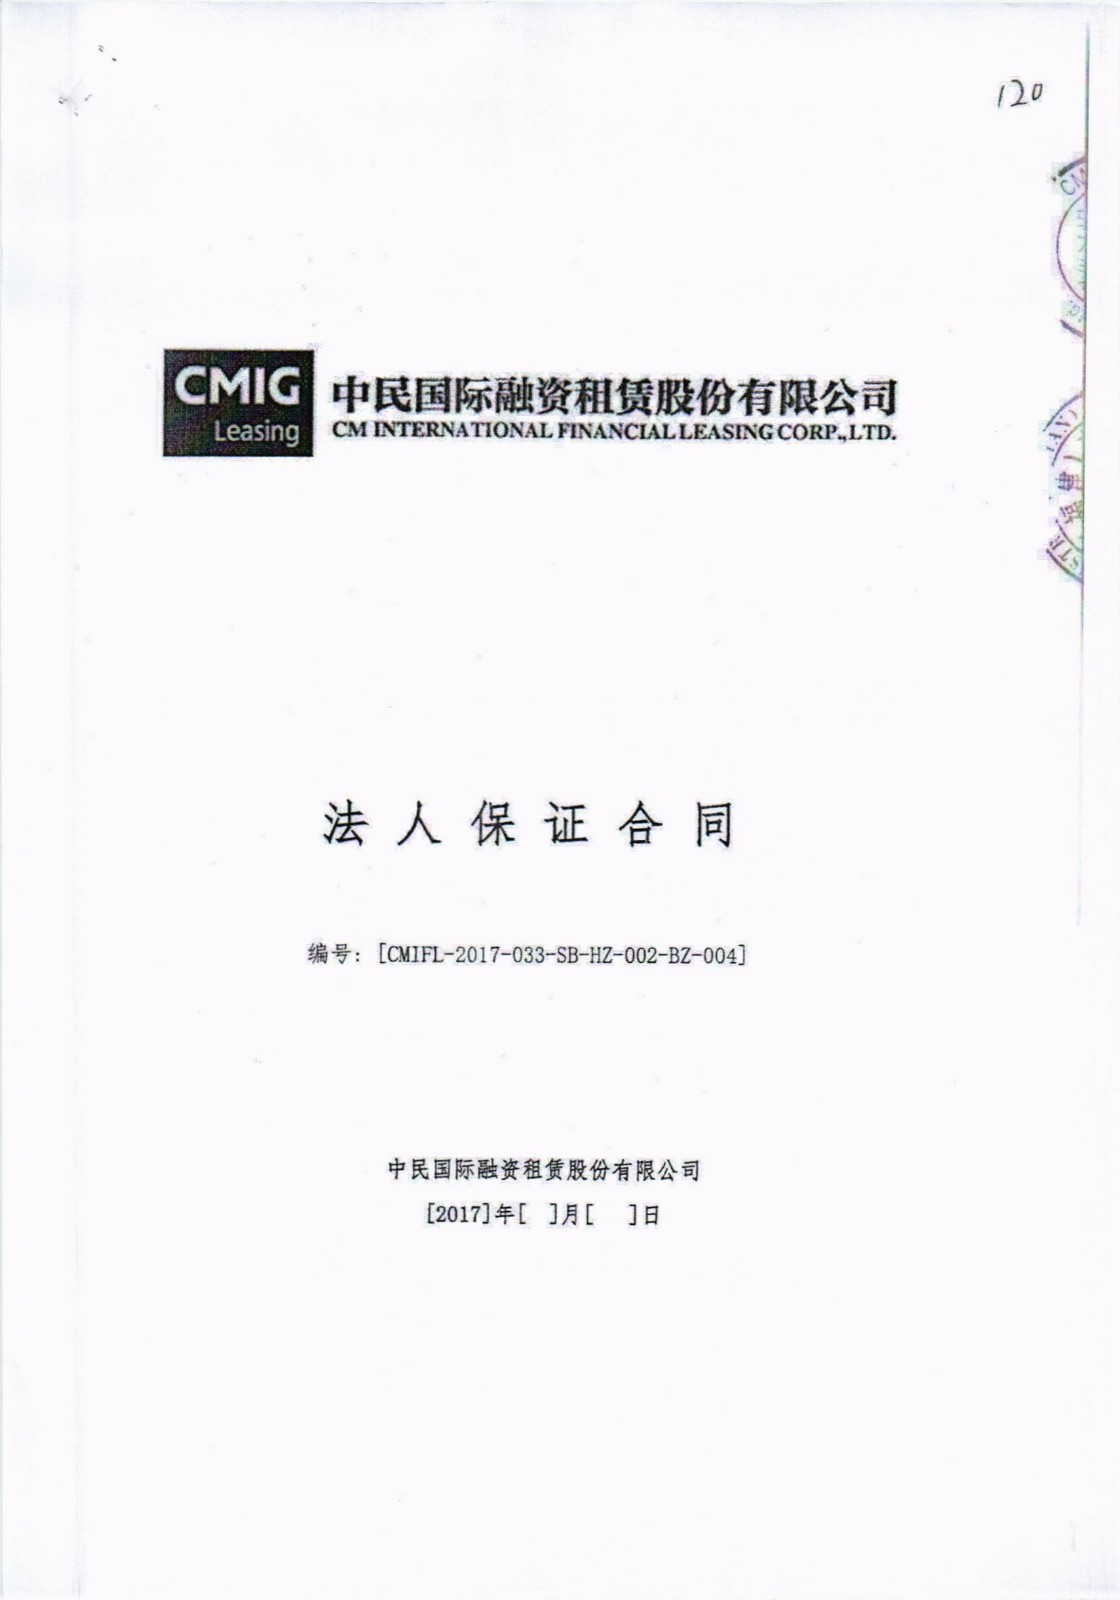 120
CMIG
Leasing
中民国际融资租赁股份有限公司
CM INTERNATIONAL FINANCIAL LEASING CORP.,LTD.
法人保证合同
编号：[CMIFL-2017-033-SB-HZ-002-BZ-004]
中民国际融资租赁股份有限公司
[2017]年[ ]月[ ]日